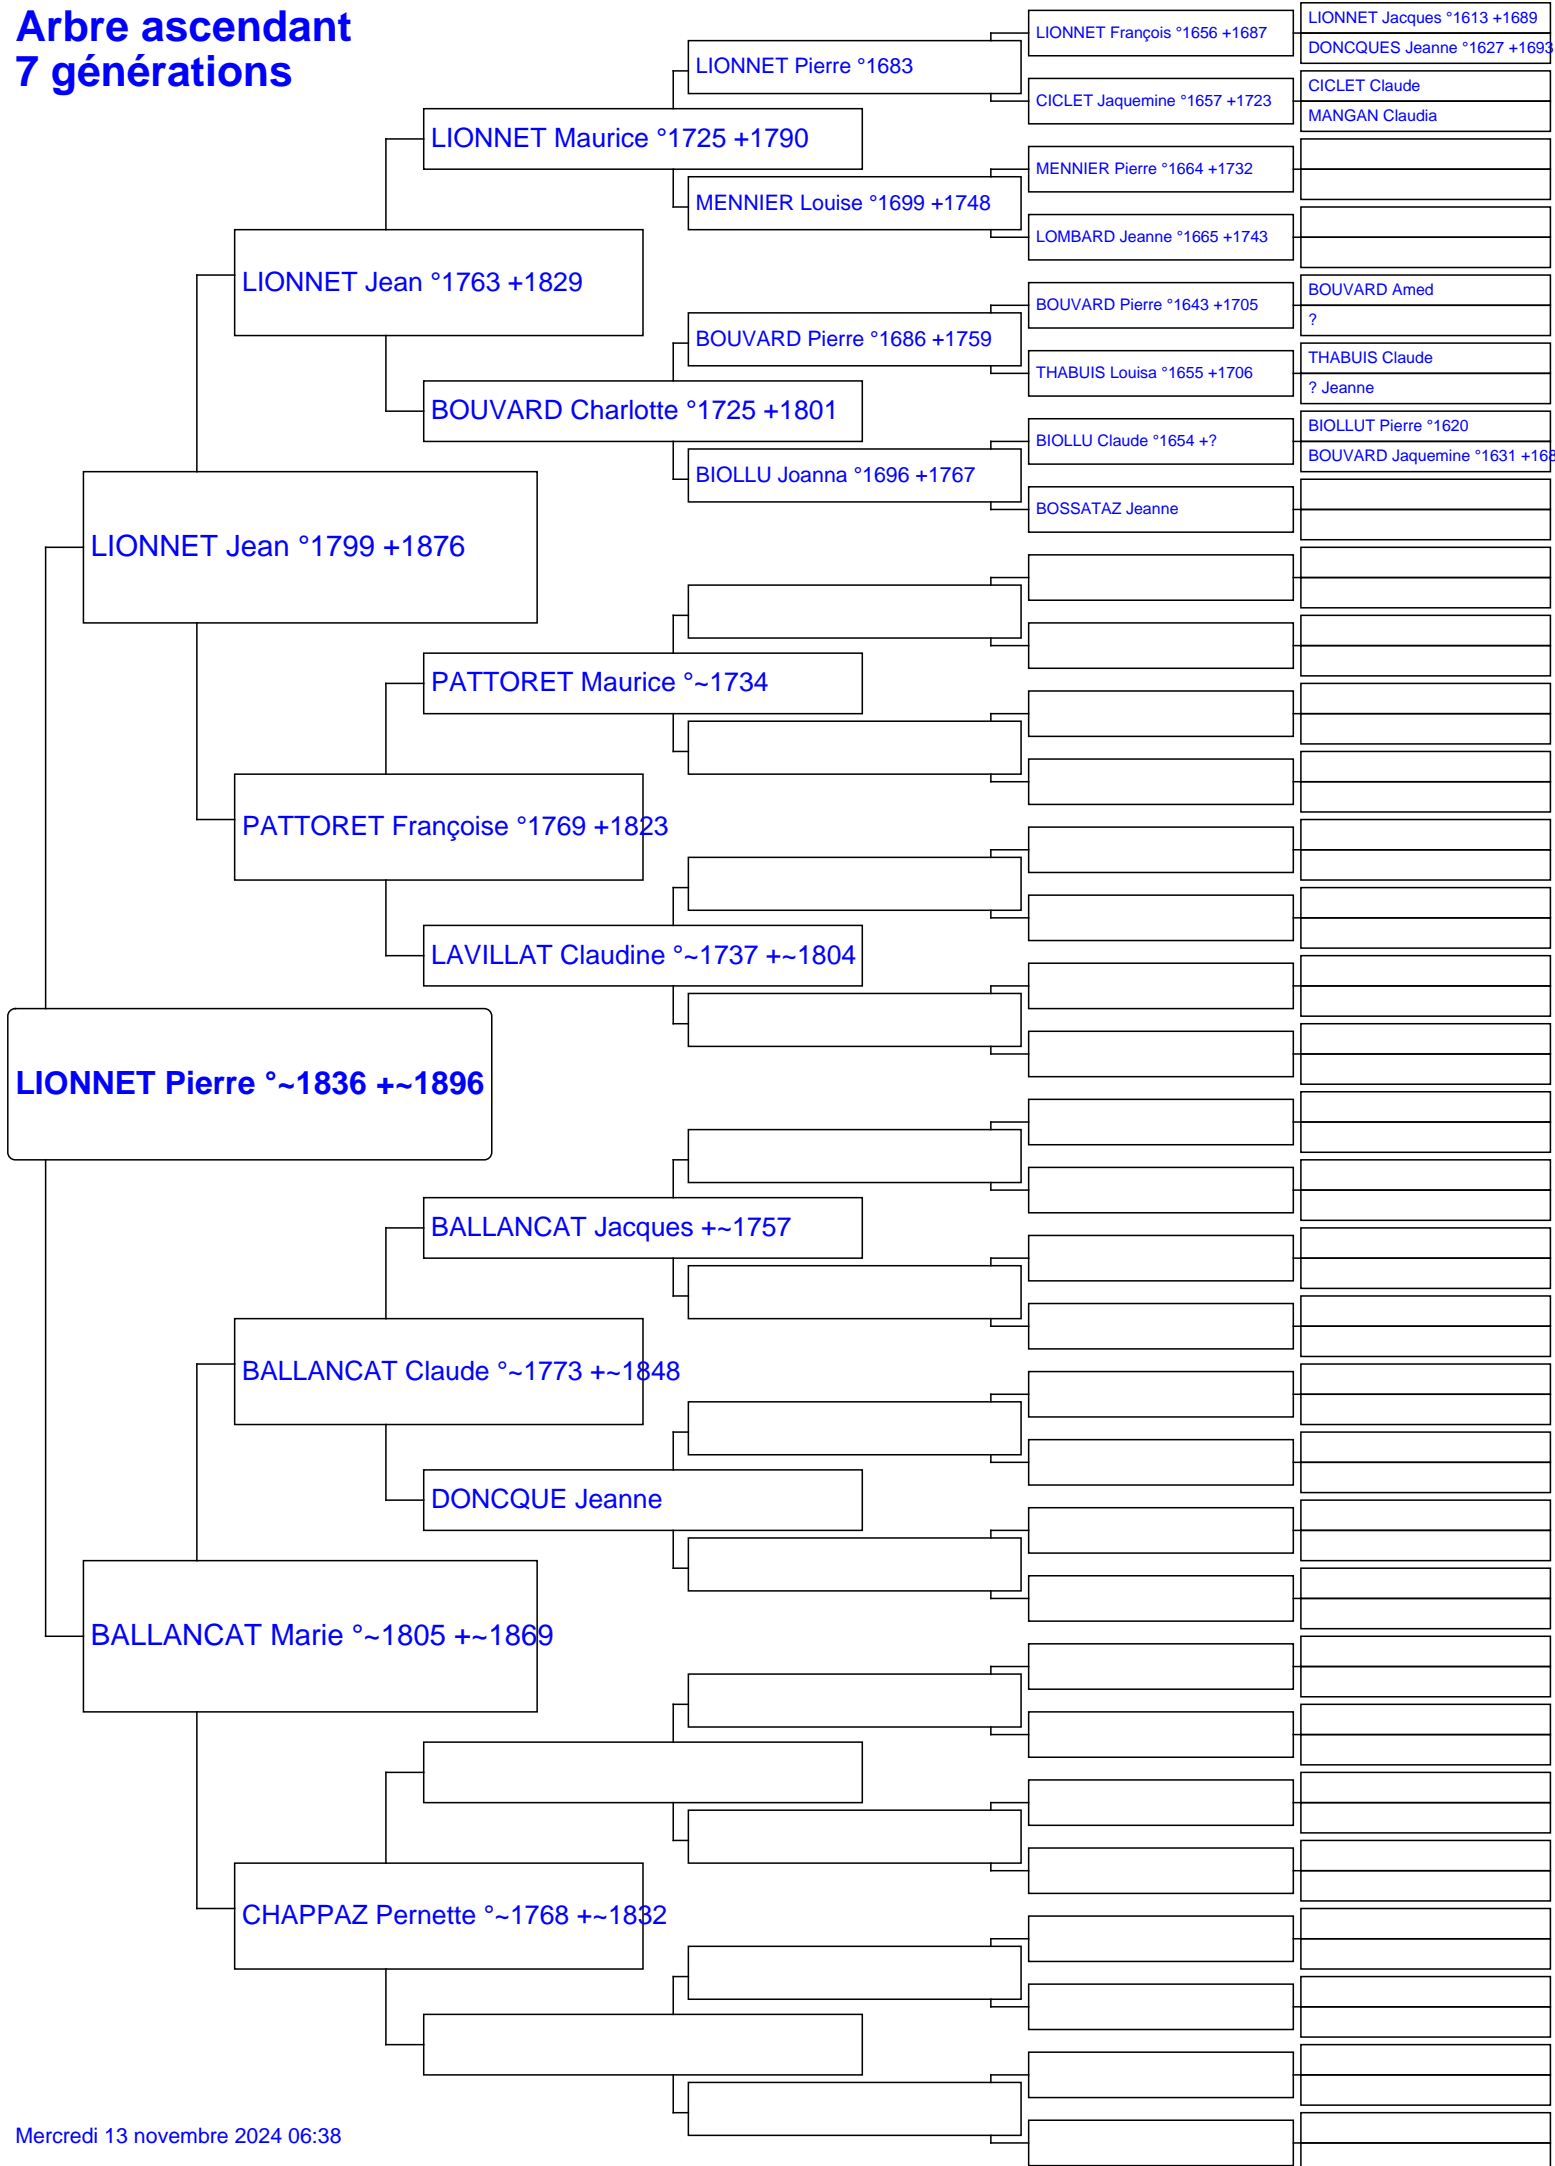 Arbre ascendant
7 générations
LIONNET Jacques °1613 +1689
LIONNET François °1656 +1687
DONCQUES Jeanne °1627 +1693
LIONNET Pierre °1683
CICLET Claude
CICLET Jaquemine °1657 +1723
MANGAN Claudia
LIONNET Maurice °1725 +1790
MENNIER Pierre °1664 +1732
MENNIER Louise °1699 +1748
LOMBARD Jeanne °1665 +1743
LIONNET Jean °1763 +1829
BOUVARD Amed
BOUVARD Pierre °1643 +1705
?
BOUVARD Pierre °1686 +1759
THABUIS Claude
THABUIS Louisa °1655 +1706
? Jeanne
BOUVARD Charlotte °1725 +1801
BIOLLUT Pierre °1620
BIOLLU Claude °1654 +?
BOUVARD Jaquemine °1631 +168
BIOLLU Joanna °1696 +1767
BOSSATAZ Jeanne
LIONNET Jean °1799 +1876
PATTORET Maurice °~1734
PATTORET Françoise °1769 +1823
LAVILLAT Claudine °~1737 +~1804
LIONNET Pierre °~1836 +~1896
BALLANCAT Jacques +~1757
BALLANCAT Claude °~1773 +~1848
DONCQUE Jeanne
BALLANCAT Marie °~1805 +~1869
CHAPPAZ Pernette °~1768 +~1832
Mercredi 13 novembre 2024 06:38